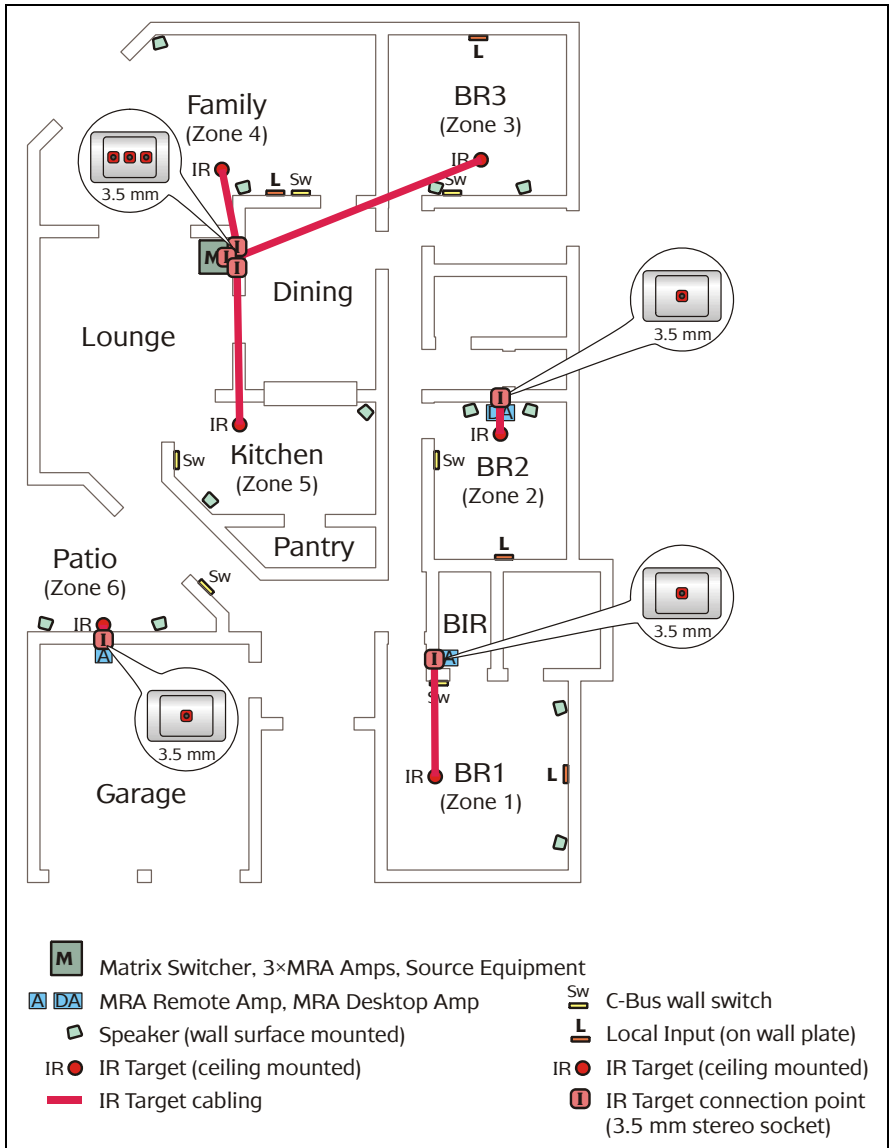 L
Family
(Zone 4)
BR3
(Zone 3)
IR
IR
3.5 mm
L
Sw
Sw
M
I
I
I
Dining
Lounge
3.5 mm
I
DA
IR
IR
Kitchen
(Zone 5)
Sw
Sw
BR2
(Zone 2)
Pantry
L
Patio
(Zone 6)
Sw
IR
I
A
BIR
3.5 mm
I
A
Sw
3.5 mm
IR
BR1
(Zone 1)
L
Garage
M
Matrix Switcher, 3×MRA Amps, Source Equipment
A DA MRA Remote Amp, MRA Desktop Amp
Sw
C-Bus wall switch
Speaker (wall surface mounted)
L
Local Input (on wall plate)
IR IR Target (ceiling mounted)
IR IR Target (ceiling mounted)
IR Target cabling
I IR Target connection point
(3.5 mm stereo socket)